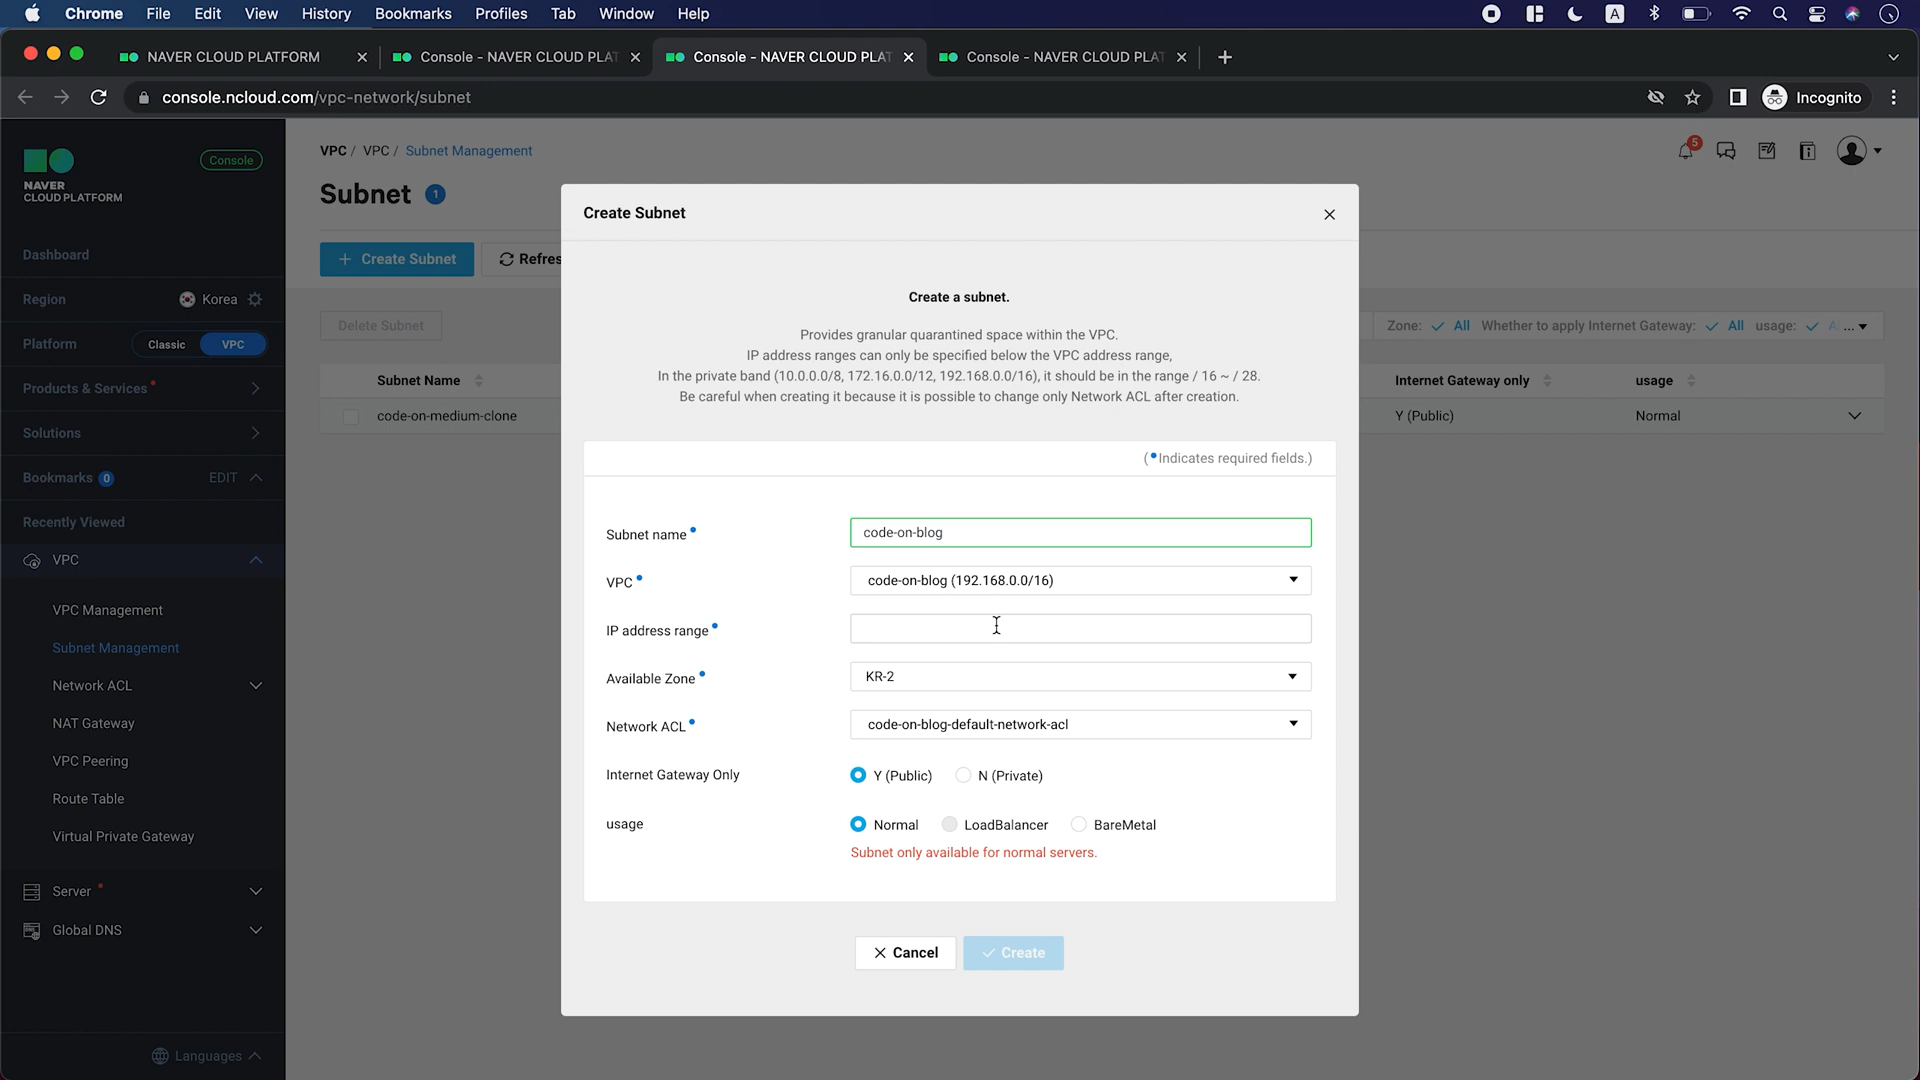 Chrome File Edit View History Bookmarks Profiles Tab Window Help A
NAVER CLOUD PLATFORM
Console - NAVER CLOUD PLAT
Console - NAVER CLOUD PLAT
Console - NAVER CLOUD PLAT
console.ncloud.com/vpc-network/subnet
Incognito
NAVER
CLOUD PLATFORM
Console
Dashboard
Region Korea
Platform Classic VPC
Products & Services
Solutions
Bookmarks 0 EDIT
Recently Viewed
VPC
VPC Management
Subnet Management
Network ACL
NAT Gateway
VPC Peering
Route Table
Virtual Private Gateway
Server
Global DNS
Languages
VPC / VPC / Subnet Management
5
Subnet 1
+ Create Subnet
Refres
Delete Subnet
Zone: All Whether to apply Internet Gateway: All usage: ...
Subnet Name
Internet Gateway only
usage
code-on-medium-clone
Y (Public)
Normal
Create Subnet
Create a subnet.
Provides granular quarantined space within the VPC.
IP address ranges can only be specified below the VPC address range,
In the private band (10.0.0.0/8, 172.16.0.0/12, 192.168.0.0/16), it should be in the range / 16 ~ / 28.
Be careful when creating it because it is possible to change only Network ACL after creation.
(•Indicates required fields.)
Subnet name• code-on-blog
VPC• code-on-blog (192.168.0.0/16)
IP address range•
Available Zone• KR-2
Network ACL• code-on-blog-default-network-acl
Internet Gateway Only Y (Public) N (Private)
usage Normal LoadBalancer BareMetal
Subnet only available for normal servers.
Cancel
Create